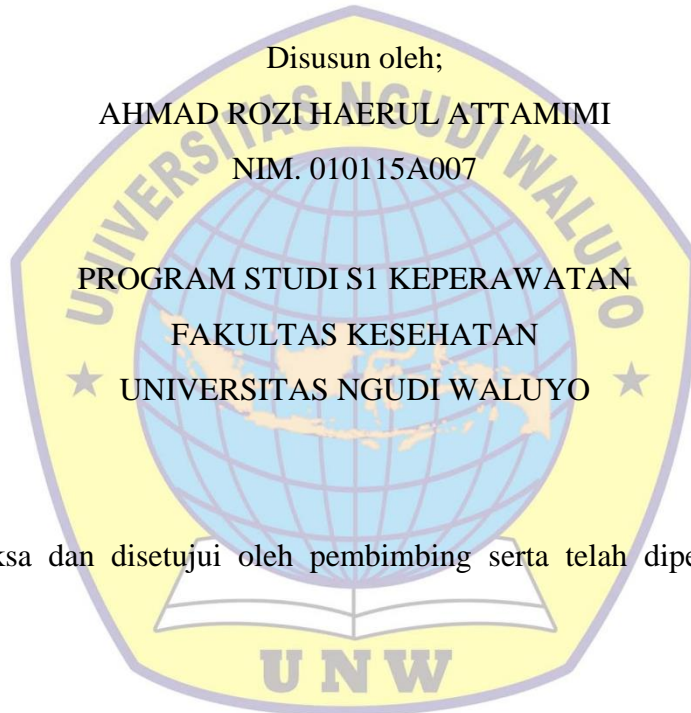 Disusun oleh;
AHMAD ROZI HAERUL ATTAMIMI
NIM. 010115A007
PROGRAM STUDI S1 KEPERAWATAN
FAKULTAS KESEHATAN
UNIVERSITAS NGUDI WALUYO
dan disetujui oleh pembimbing serta telah
UNIVERSITAS NGUDI WALUYO
UNW